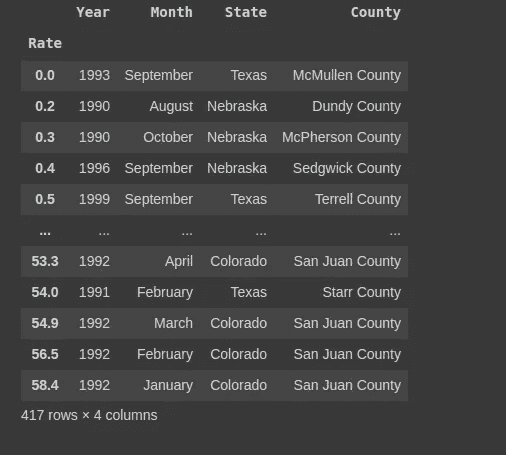 Year Month State County
Rate
0.0 1993 September Texas McMullen County
0.2 1990 August Nebraska Dundy County
0.3 1990 October Nebraska McPherson County
0.4 1996 September Nebraska Sedgwick County
0.5 1999 September Texas Terrell County
... ... ... ... ...
53.3 1992 April Colorado San Juan County
54.0 1991 February Texas Starr County
54.9 1992 March Colorado San Juan County
56.5 1992 February Colorado San Juan County
58.4 1992 January Colorado San Juan County
417 rows × 4 columns